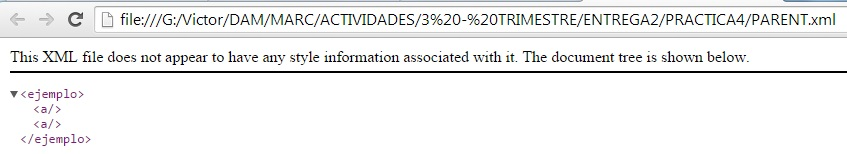 file:///G:/Victor/DAM/MARC/ACTIVIDADES/3%20-%20TRIMESTRE/ENTREGA2/PRACTICA4/PARENT.xml
This XML file does not appear to have any style information associated with it. The document tree is shown below.
▼<ejemplo>
<a/>
<a/>
</ejemplo>